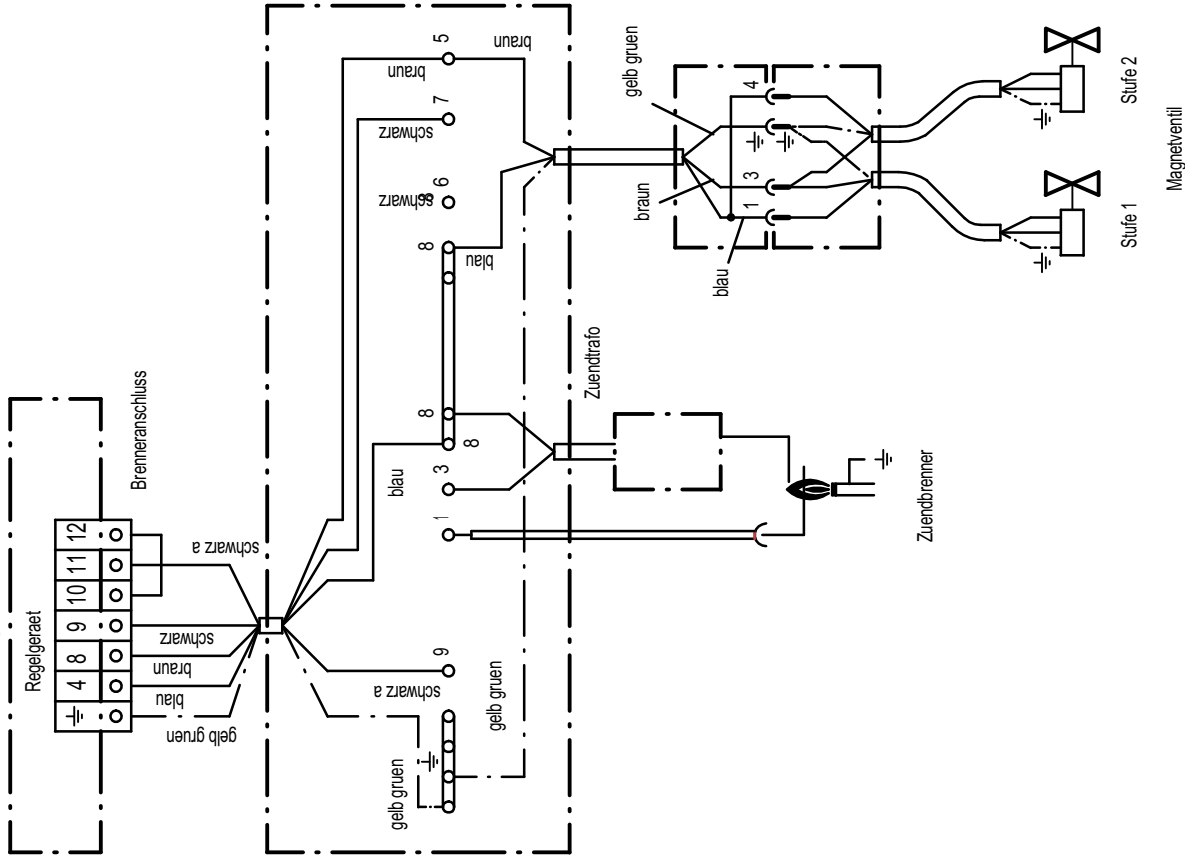 Regelgeraet
Brenneranschluss
4 8 9 10 11 12
gelb gruen
blau
braun
schwarz
schwarz a
gelb gruen
schwarz a
9
gelb gruen
1
3
blau
8
8
8
blau
schwarz
6
schwarz
7
braun
5
braun
Zuendtrafo
Zuendbrenner
gelb gruen
braun
blau
1
3
4
Stufe 1
Stufe 2
Magnetventil